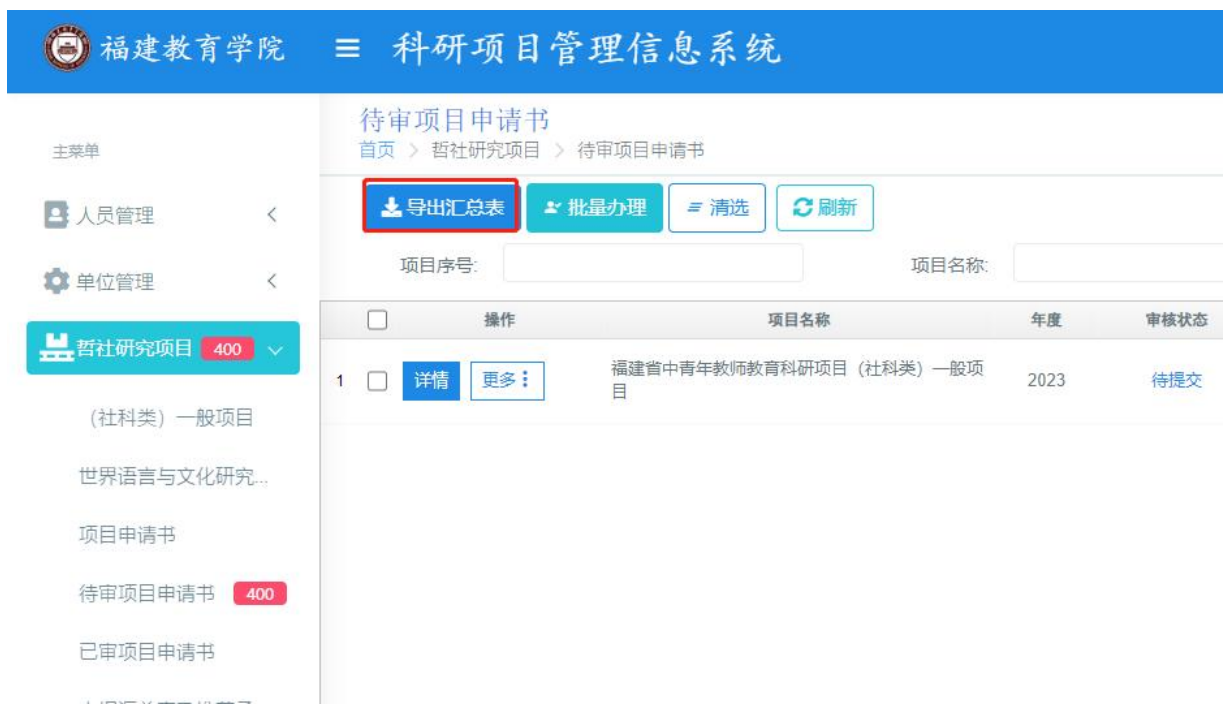 福建教育学院
科研项目管理信息系统
主菜单
人员管理
单位管理
哲社研究项目 400
（社科类）一般项目
世界语言与文化研究...
项目申请书
待审项目申请书 400
已审项目申请书
待审项目申请书
首页 > 哲社研究项目 > 待审项目申请书
导出汇总表 批量办理 清选 刷新
项目序号: 项目名称:
操作 项目名称 年度 审核状态
1 详情 更多 福建省中青年教师教育科研项目（社科类）一般项
目 2023 待提交